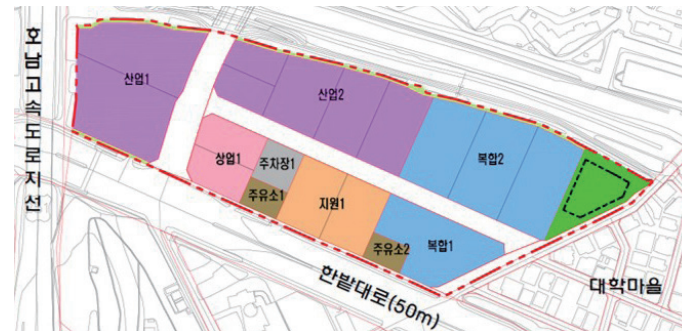 호남고속도로지선
산업1
산업2
상업1
주차장1
주유소1
지원1
주유소2
복합1
복합2
한밭대로(50m)
대학마을